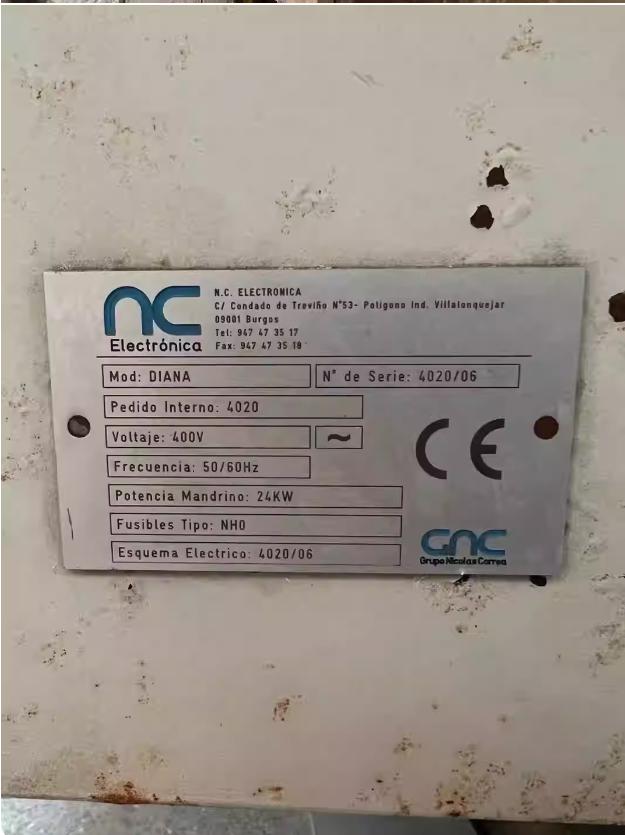 nc
Electrónica
N.C. ELECTRONICA
C/ Condado de Treviño Nº53- Poligono Ind. Villalonquejar
09001 Burgos
Tel: 947 47 35 17
Fax: 947 47 35 18
Mod: DIANA
Nº de Serie: 4020/06
Pedido Interno: 4020
Voltaje: 400V
~
Frecuencia: 50/60Hz
Potencia Mandrino: 24KW
Fusibles Tipo: NH0
Esquema Electrico: 4020/06
CE
GNC
Grupo Nicolas Correa